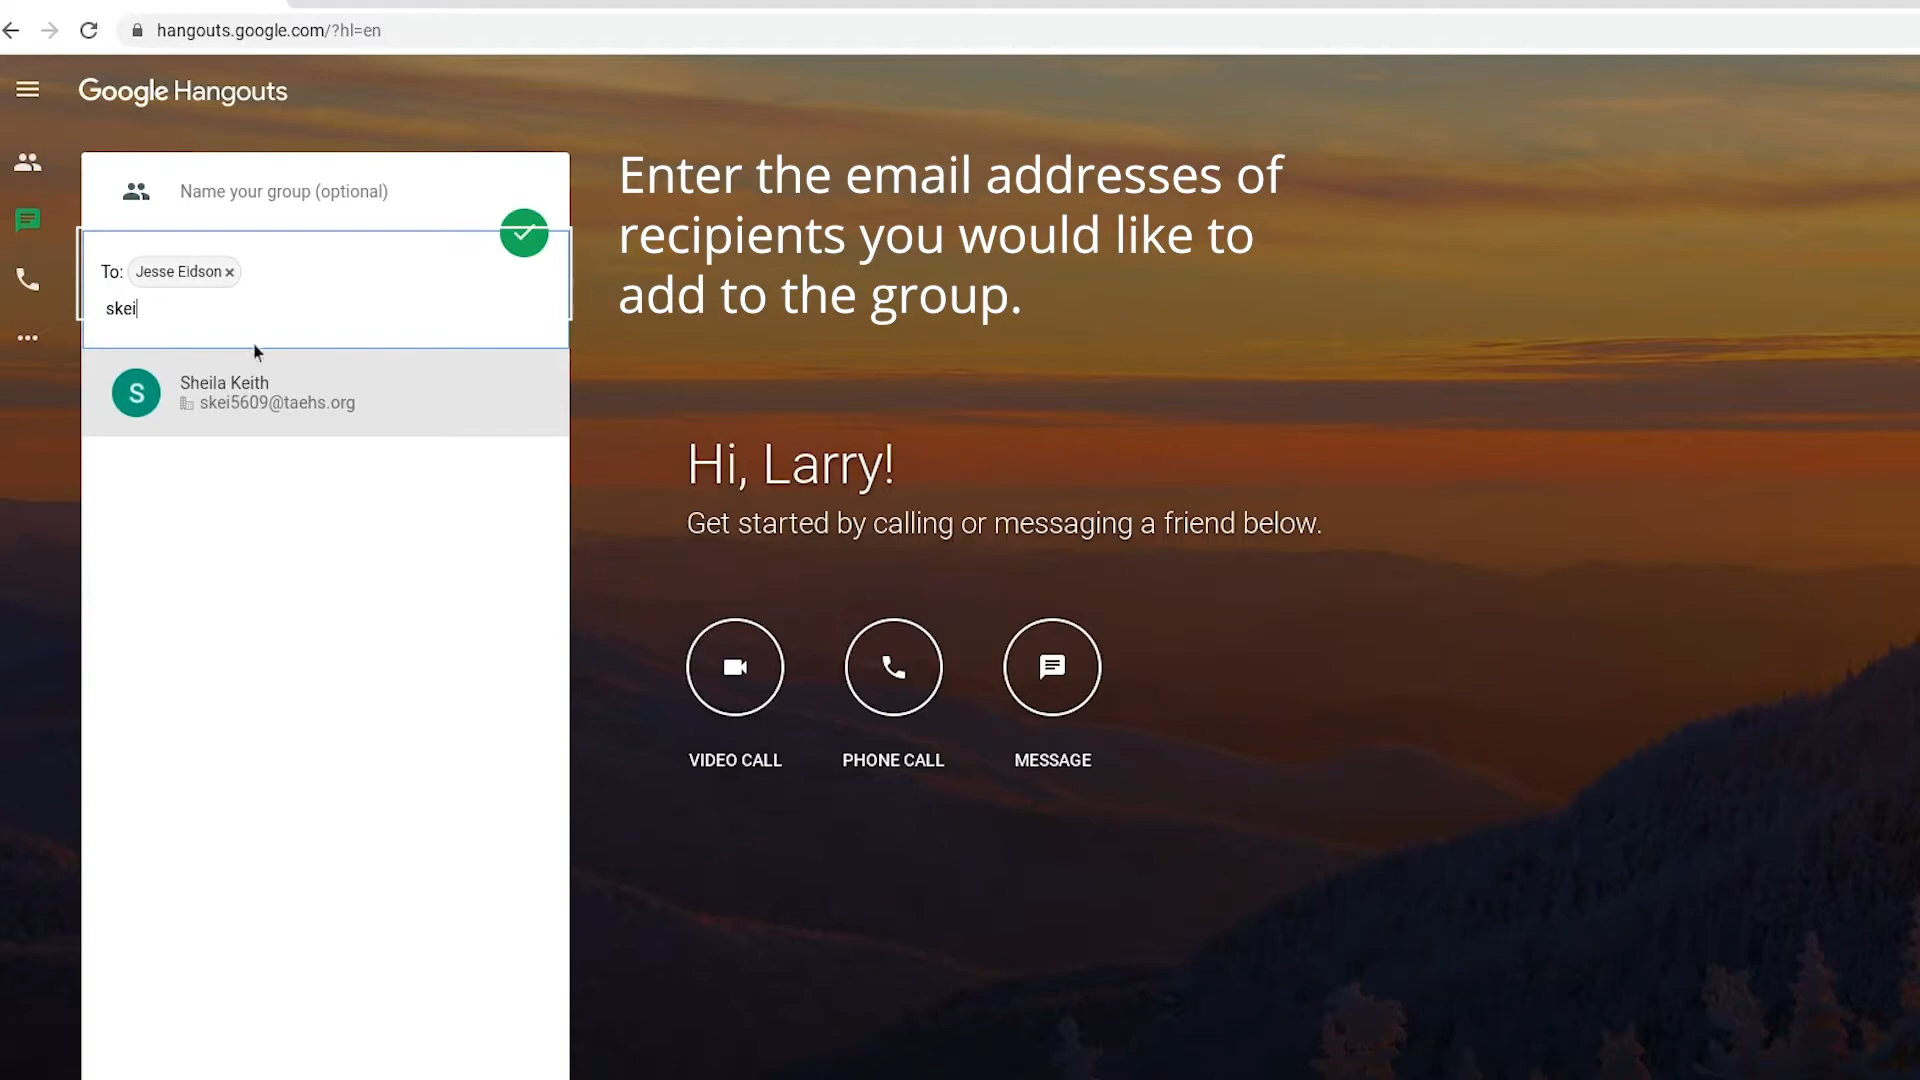 hangouts.google.com/?hl=en
Google Hangouts
Name your group (optional)
To: Jesse Eidson ×
skei
S
Sheila Keith
skei5609@taehs.org
Enter the email addresses of
recipients you would like to
add to the group.
Hi, Larry!
Get started by calling or messaging a friend below.
VIDEO CALL
PHONE CALL
MESSAGE